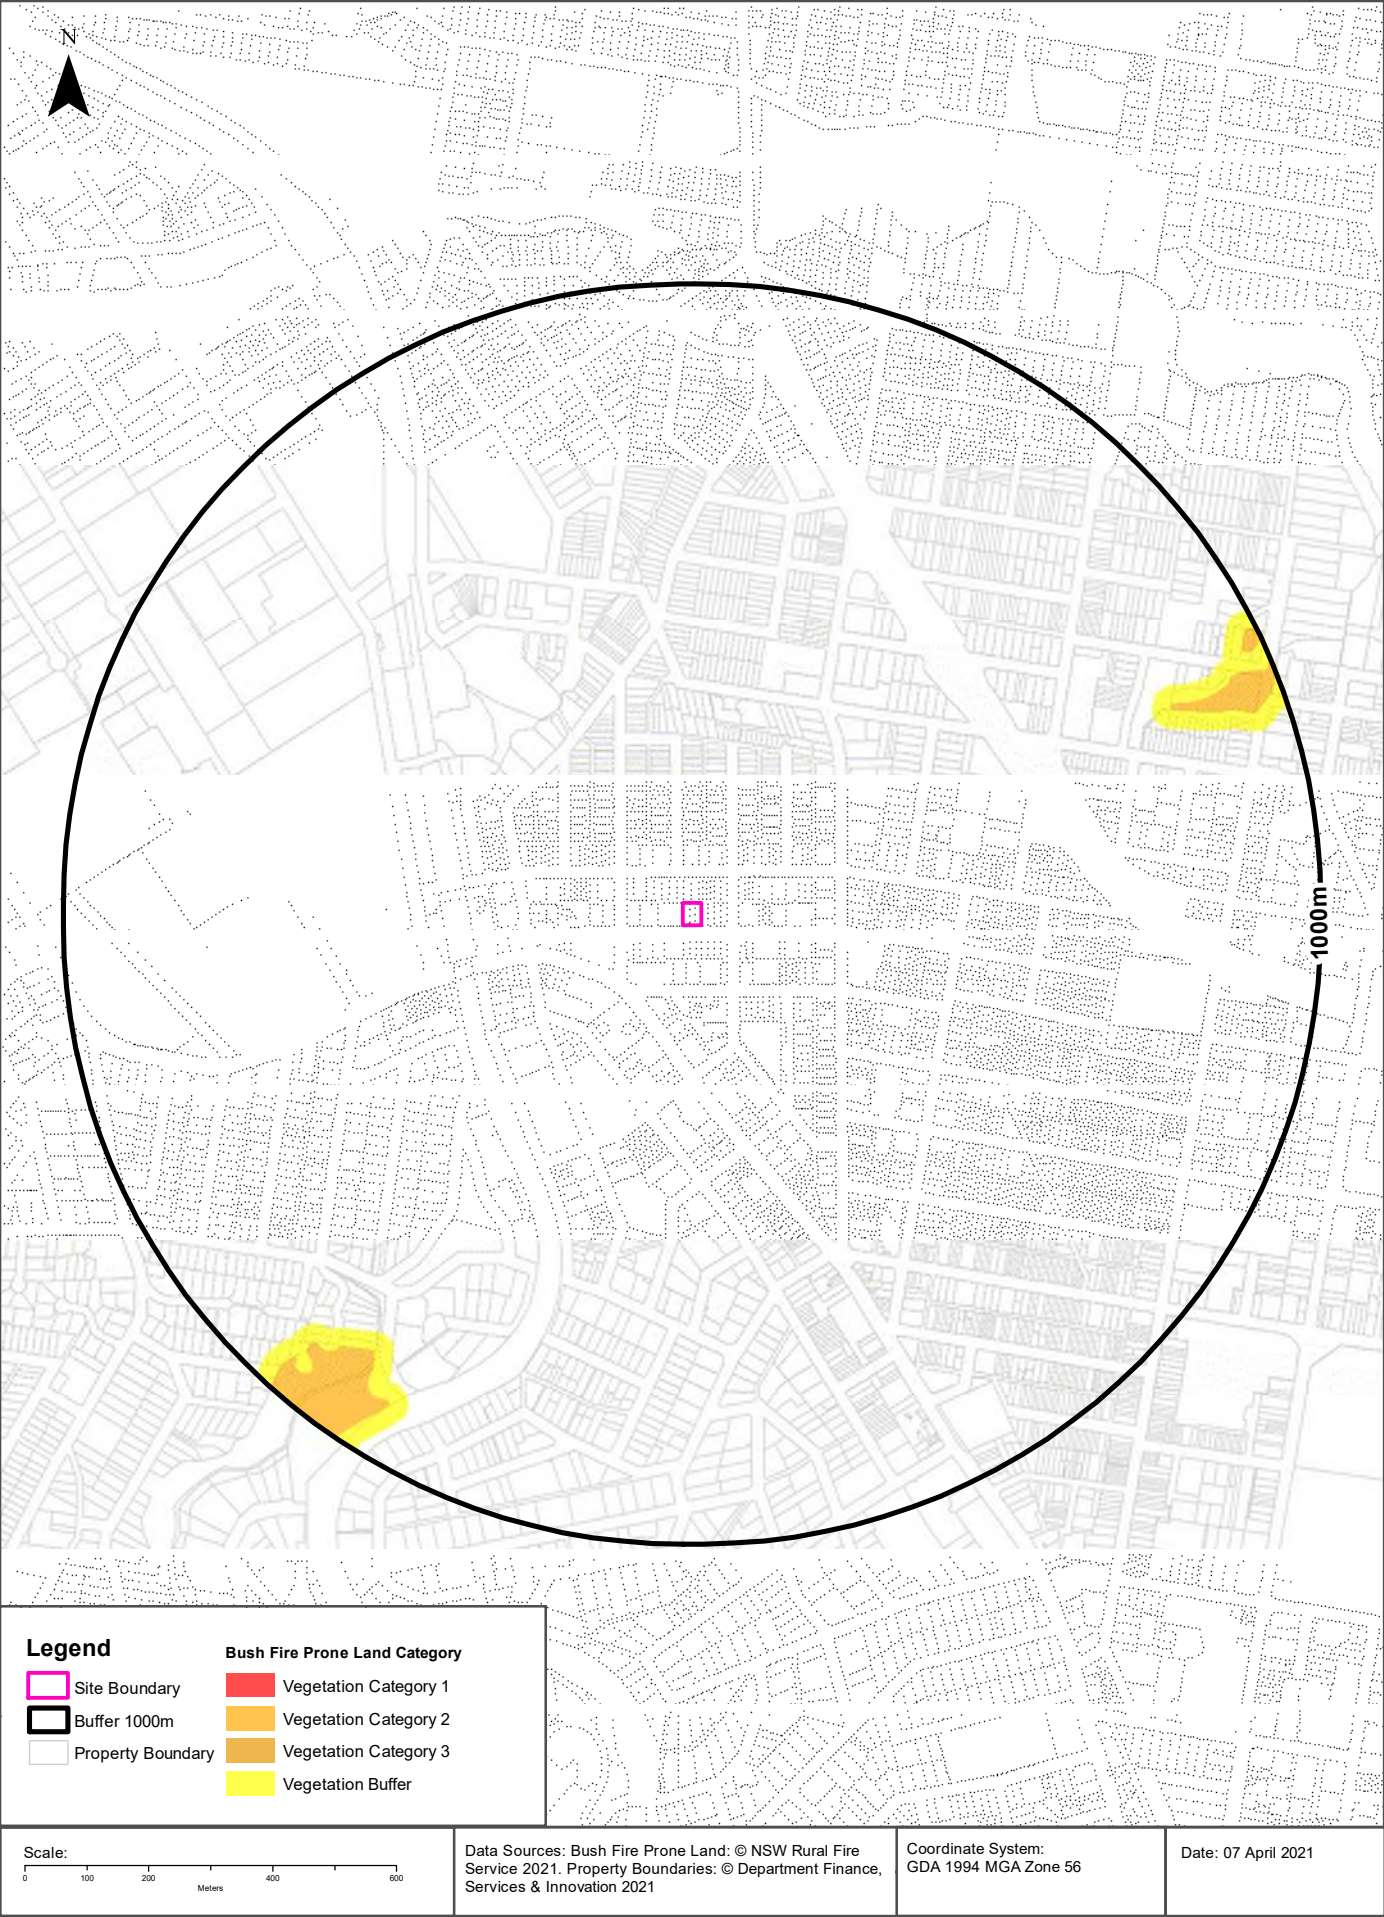 N
1000m
Legend
Site Boundary
Buffer 1000m
Property Boundary
Bush Fire Prone Land Category
Vegetation Category 1
Vegetation Category 2
Vegetation Category 3
Vegetation Buffer
Scale:
0 100 200 400 600
Meters
Data Sources: Bush Fire Prone Land: © NSW Rural Fire
Service 2021. Property Boundaries: © Department Finance,
Services & Innovation 2021
Coordinate System:
GDA 1994 MGA Zone 56
Date: 07 April 2021